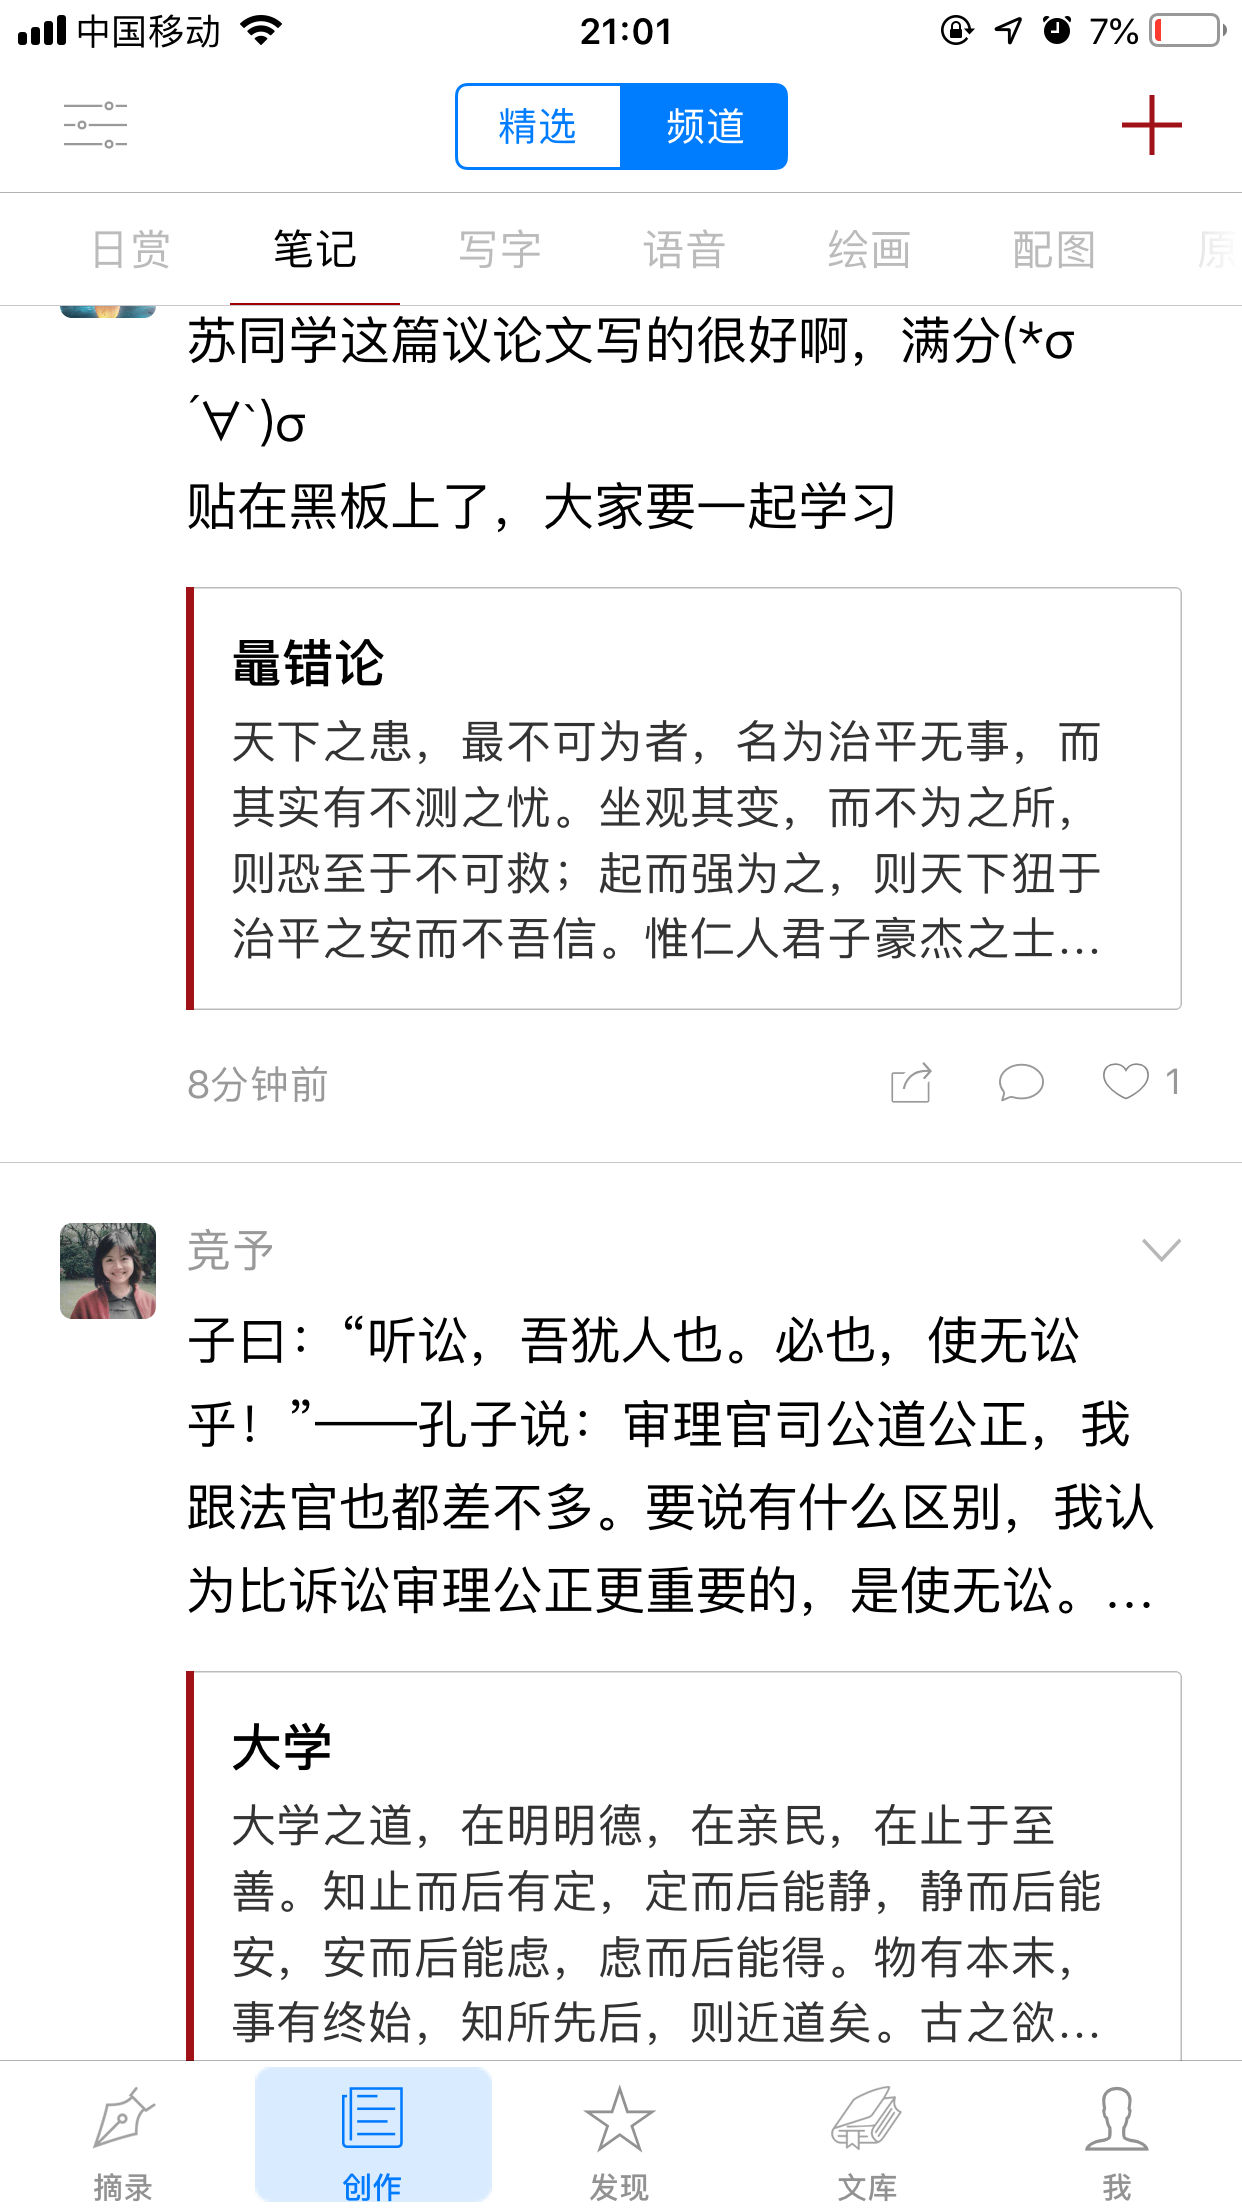 中国移动 21:01 7%
精选 频道
日赏 笔记 写字 语音 绘画 配图 原
苏同学这篇议论文写的很好啊，满分(*σ
´∀`)σ
贴在黑板上了，大家要一起学习
鼂错论
天下之患，最不可为者，名为治平无事，而
其实有不测之忧。坐观其变，而不为之所，
则恐至于不可救；起而强为之，则天下狃于
治平之安而不吾信。惟仁人君子豪杰之士...
8分钟前 1
竞予
子曰：“听讼，吾犹人也。必也，使无讼
乎！”——孔子说：审理官司公道公正，我
跟法官也都差不多。要说有什么区别，我认
为比诉讼审理公正更重要的，是使无讼。...
大学
大学之道，在明明德，在亲民，在止于至
善。知止而后有定，定而后能静，静而后能
安，安而后能虑，虑而后能得。物有本末，
事有终始，知所先后，则近道矣。古之欲...
摘录 创作 发现 文库 我